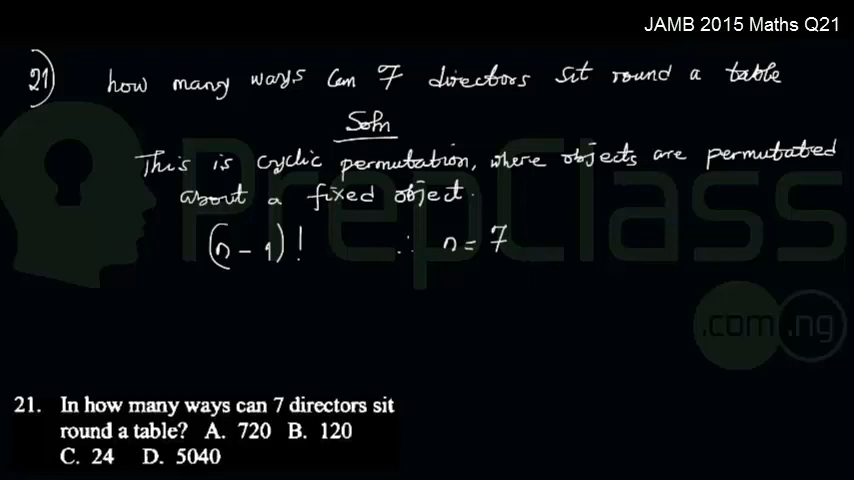 JAMB 2015 Maths Q21
21) how many ways can 7 directors sit round a table
Soln
This is cyclic permutation, where objects are permutated
about a fixed object.
(n - 1)! ∴ n = 7
PrepClass
.com .ng
21. In how many ways can 7 directors sit
round a table? A. 720 B. 120
C. 24 D. 5040